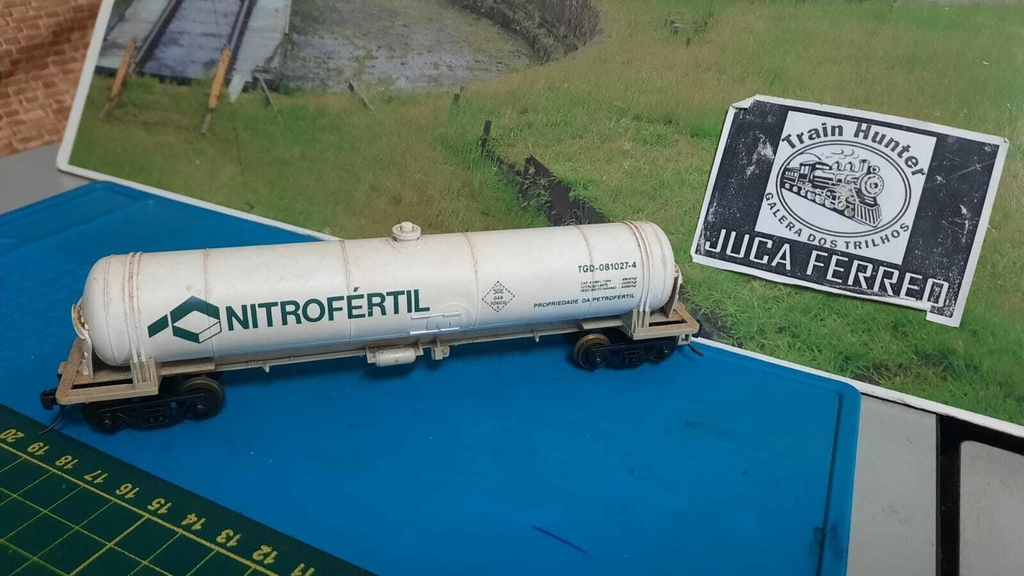 Train Hunter
GALERA DOS TRILHOS
JUCA FERREO
NITROFÉRTIL
TGD-081027-4
PROPRIEDADE DA PETROFÉRTIL
20 19 18 17 16 15 14 13 12 11